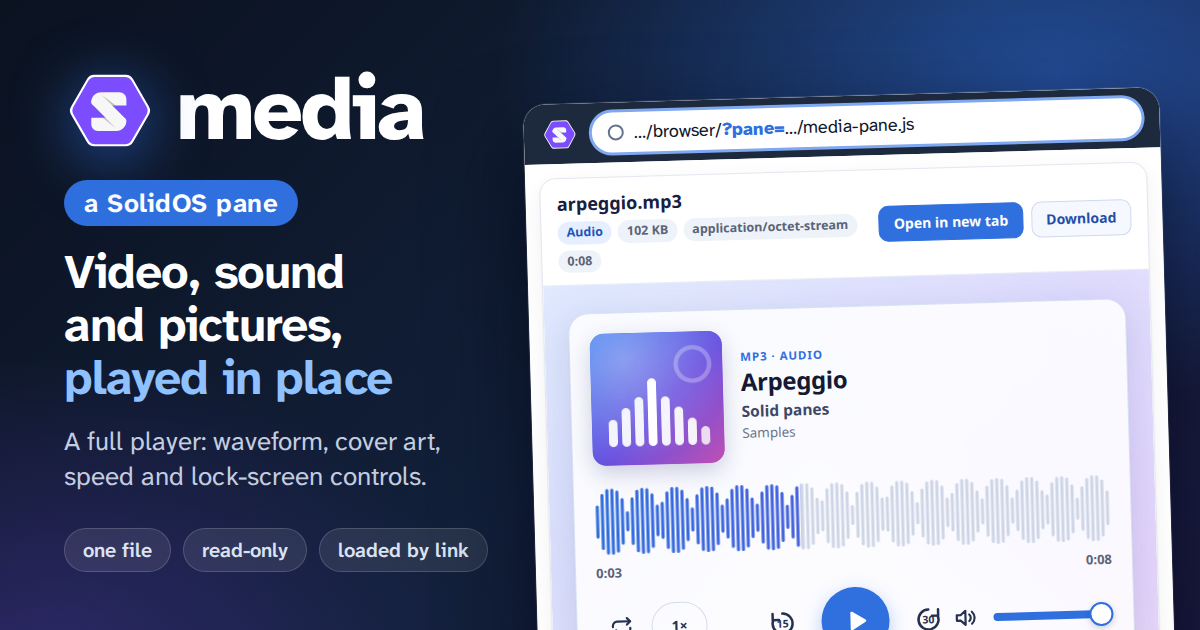 media
a SolidOS pane
Video, sound
and pictures,
played in place
A full player: waveform, cover art,
speed and lock-screen controls.
one file
read-only
loaded by link
.../browser/?pane=.../media-pane.js
arpeggio.mp3
Audio
102 KB
application/octet-stream
0:08
Open in new tab
Download
MP3 · AUDIO
Arpeggio
Solid panes
Samples
0:03
0:08
1×
15
30